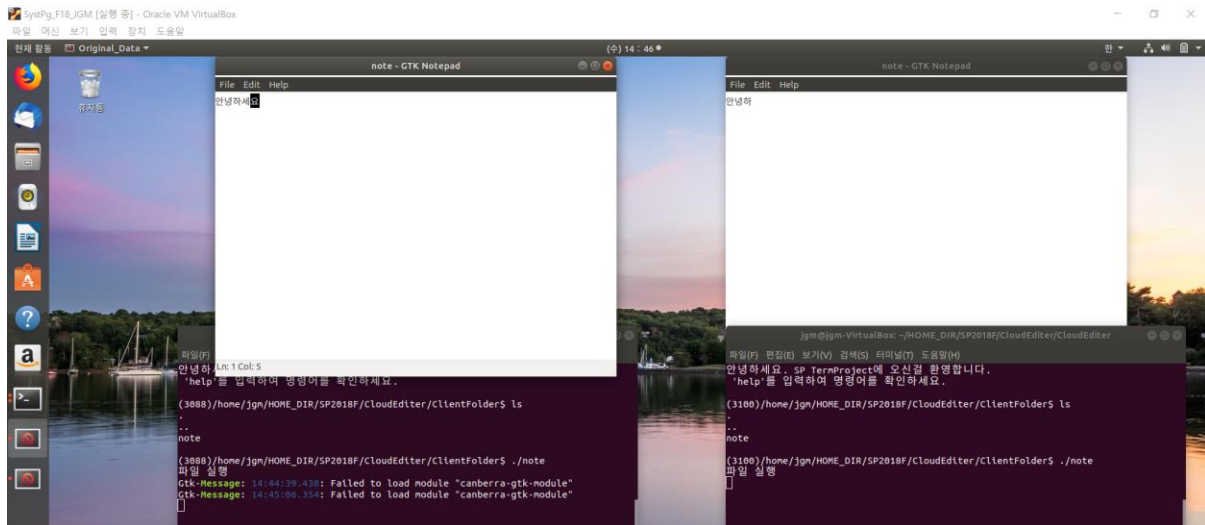 SystPg_F18_JGM [실행 중] - Oracle VM VirtualBox
파일 머신 보기 입력 장치 도움말
현재 활동 Original_Data
(수) 14 : 46
한
휴지통
note - GTK Notepad
File Edit Help
안녕하세요
Ln: 1 Col: 5
note - GTK Notepad
File Edit Help
안녕하
파일(F)
안녕하
'help'를 입력하여 명령어를 확인하세요.
(3088)/home/jgm/HOME_DIR/SP2018F/CloudEditer/ClientFolder$ ls
.
..
note
(3088)/home/jgm/HOME_DIR/SP2018F/CloudEditer/ClientFolder$ ./note
파일 실행
Gtk-Message: 14:44:39.438: Failed to load module "canberra-gtk-module"
Gtk-Message: 14:45:06.354: Failed to load module "canberra-gtk-module"
jgm@jgm-VirtualBox: ~/HOME_DIR/SP2018F/CloudEditer/CloudEditer
파일(F) 편집(E) 보기(V) 검색(S) 터미널(T) 도움말(H)
안녕하세요. SP TermProject에 오신걸 환영합니다.
'help'를 입력하여 명령어를 확인하세요.
(3100)/home/jgm/HOME_DIR/SP2018F/CloudEditer/ClientFolder$ ls
.
..
note
(3100)/home/jgm/HOME_DIR/SP2018F/CloudEditer/ClientFolder$ ./note
파일 실행